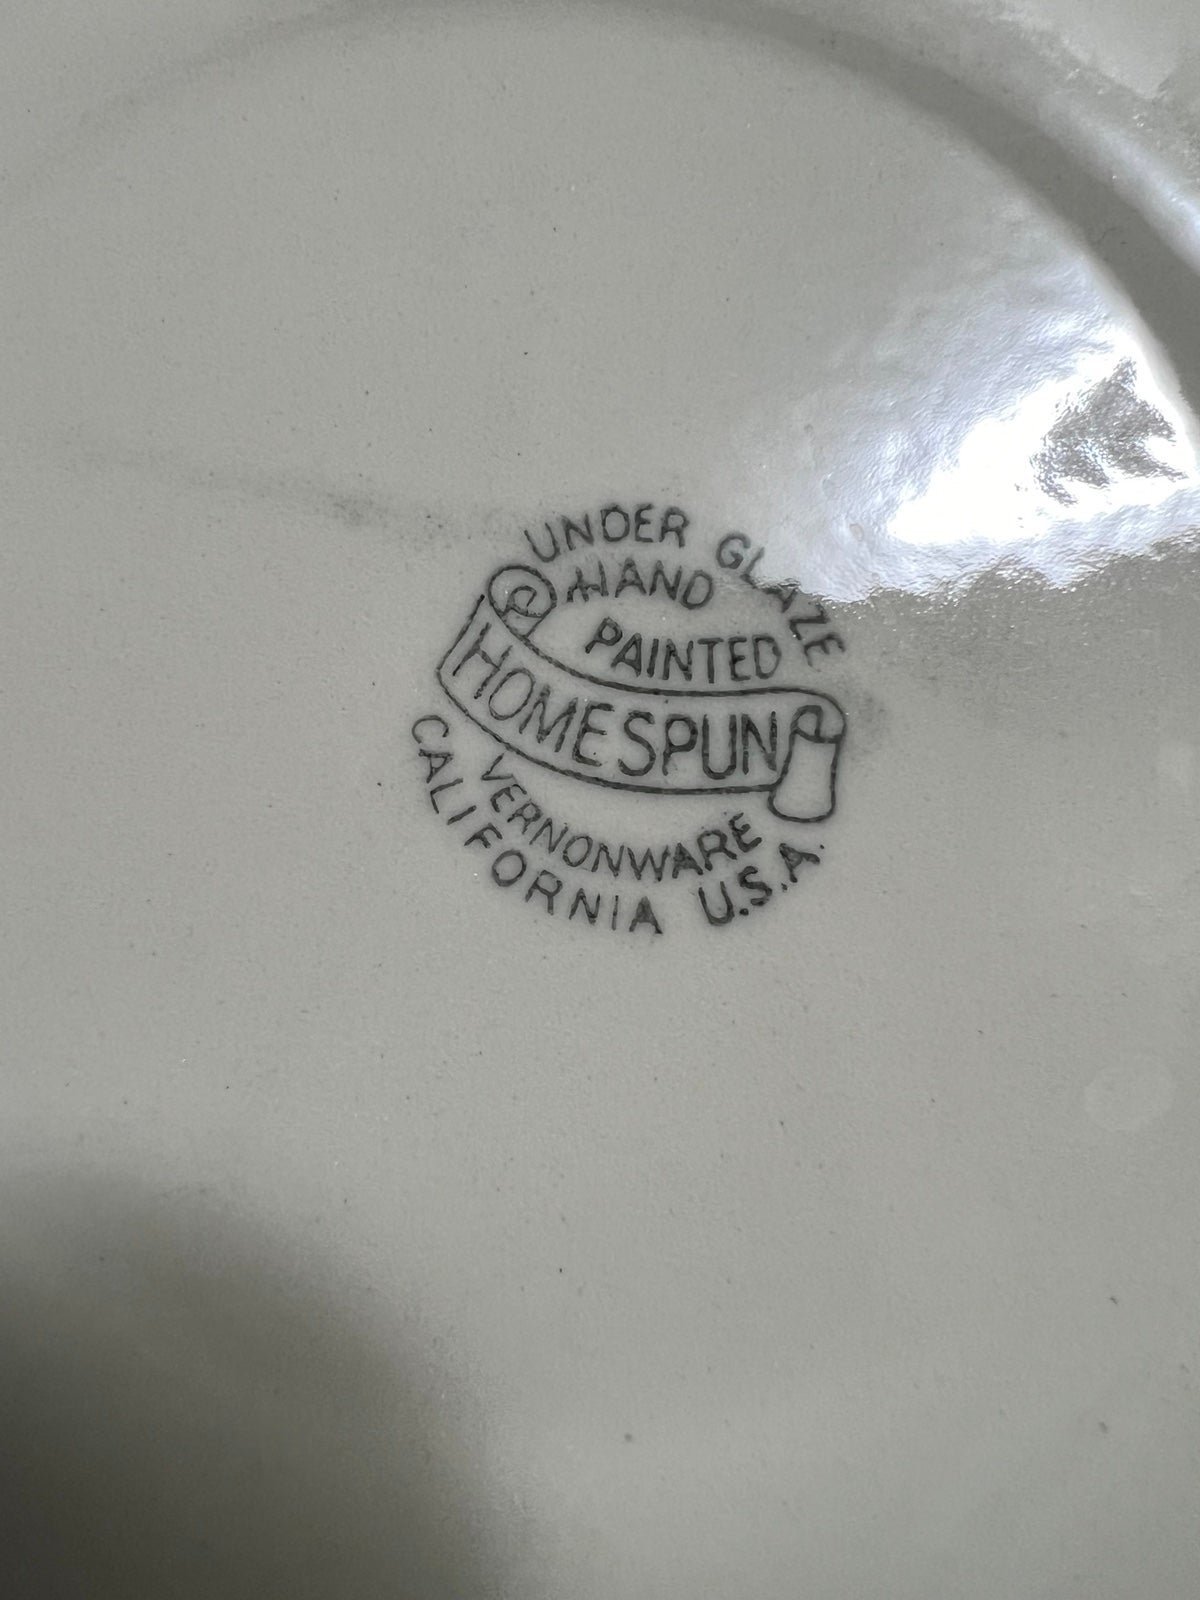 UNDER GLAZE
HAND
PAINTED
HOMESPUN
VERNONWARE
CALIFORNIA U.S.A.